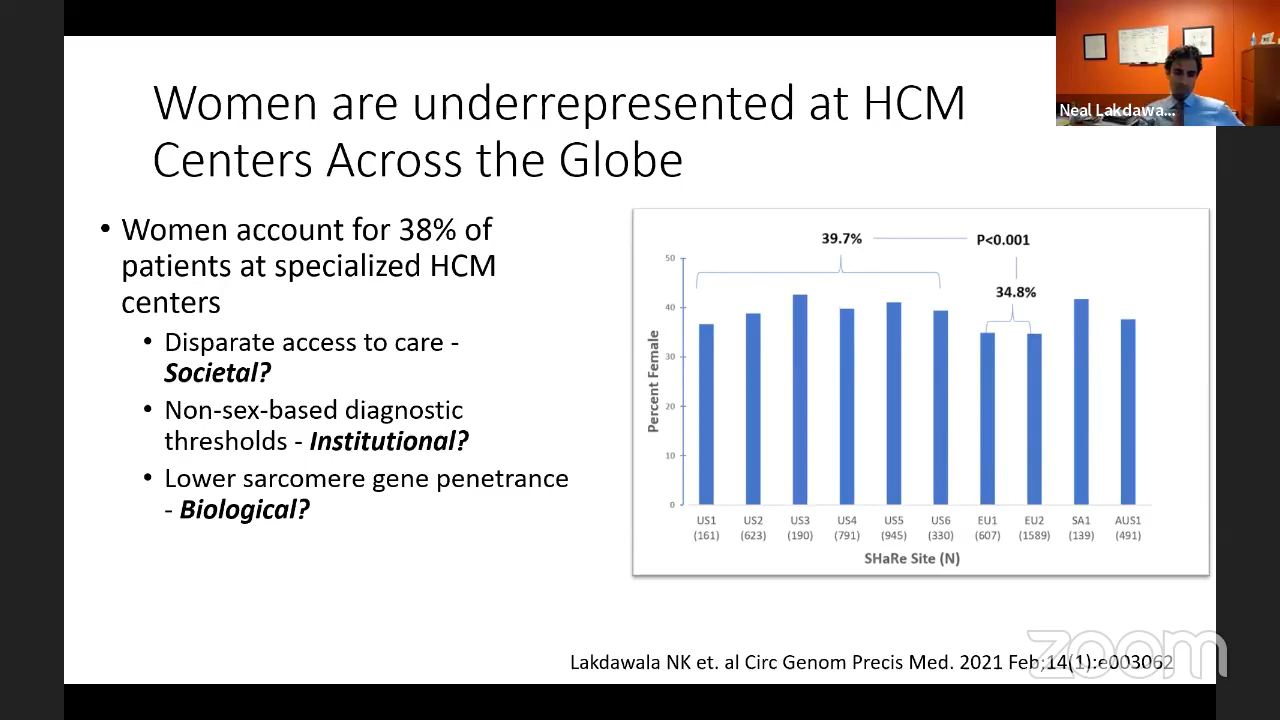 Women are underrepresented at HCM
Centers Across the Globe
Neal Lakdawa...
• Women account for 38% of
patients at specialized HCM
centers
• Disparate access to care -
Societal?
• Non-sex-based diagnostic
thresholds - Institutional?
• Lower sarcomere gene penetrance
- Biological?
39.7%
P<0.001
34.8%
50
40
30
20
10
0
Percent Female
US1 US2 US3 US4 US5 US6 EU1 EU2 SA1 AUS1
(161) (623) (190) (791) (945) (330) (607) (1589) (139) (491)
SHaRe Site (N)
Lakdawala NK et. al Circ Genom Precis Med. 2021 Feb;14(1):e003062
zoom